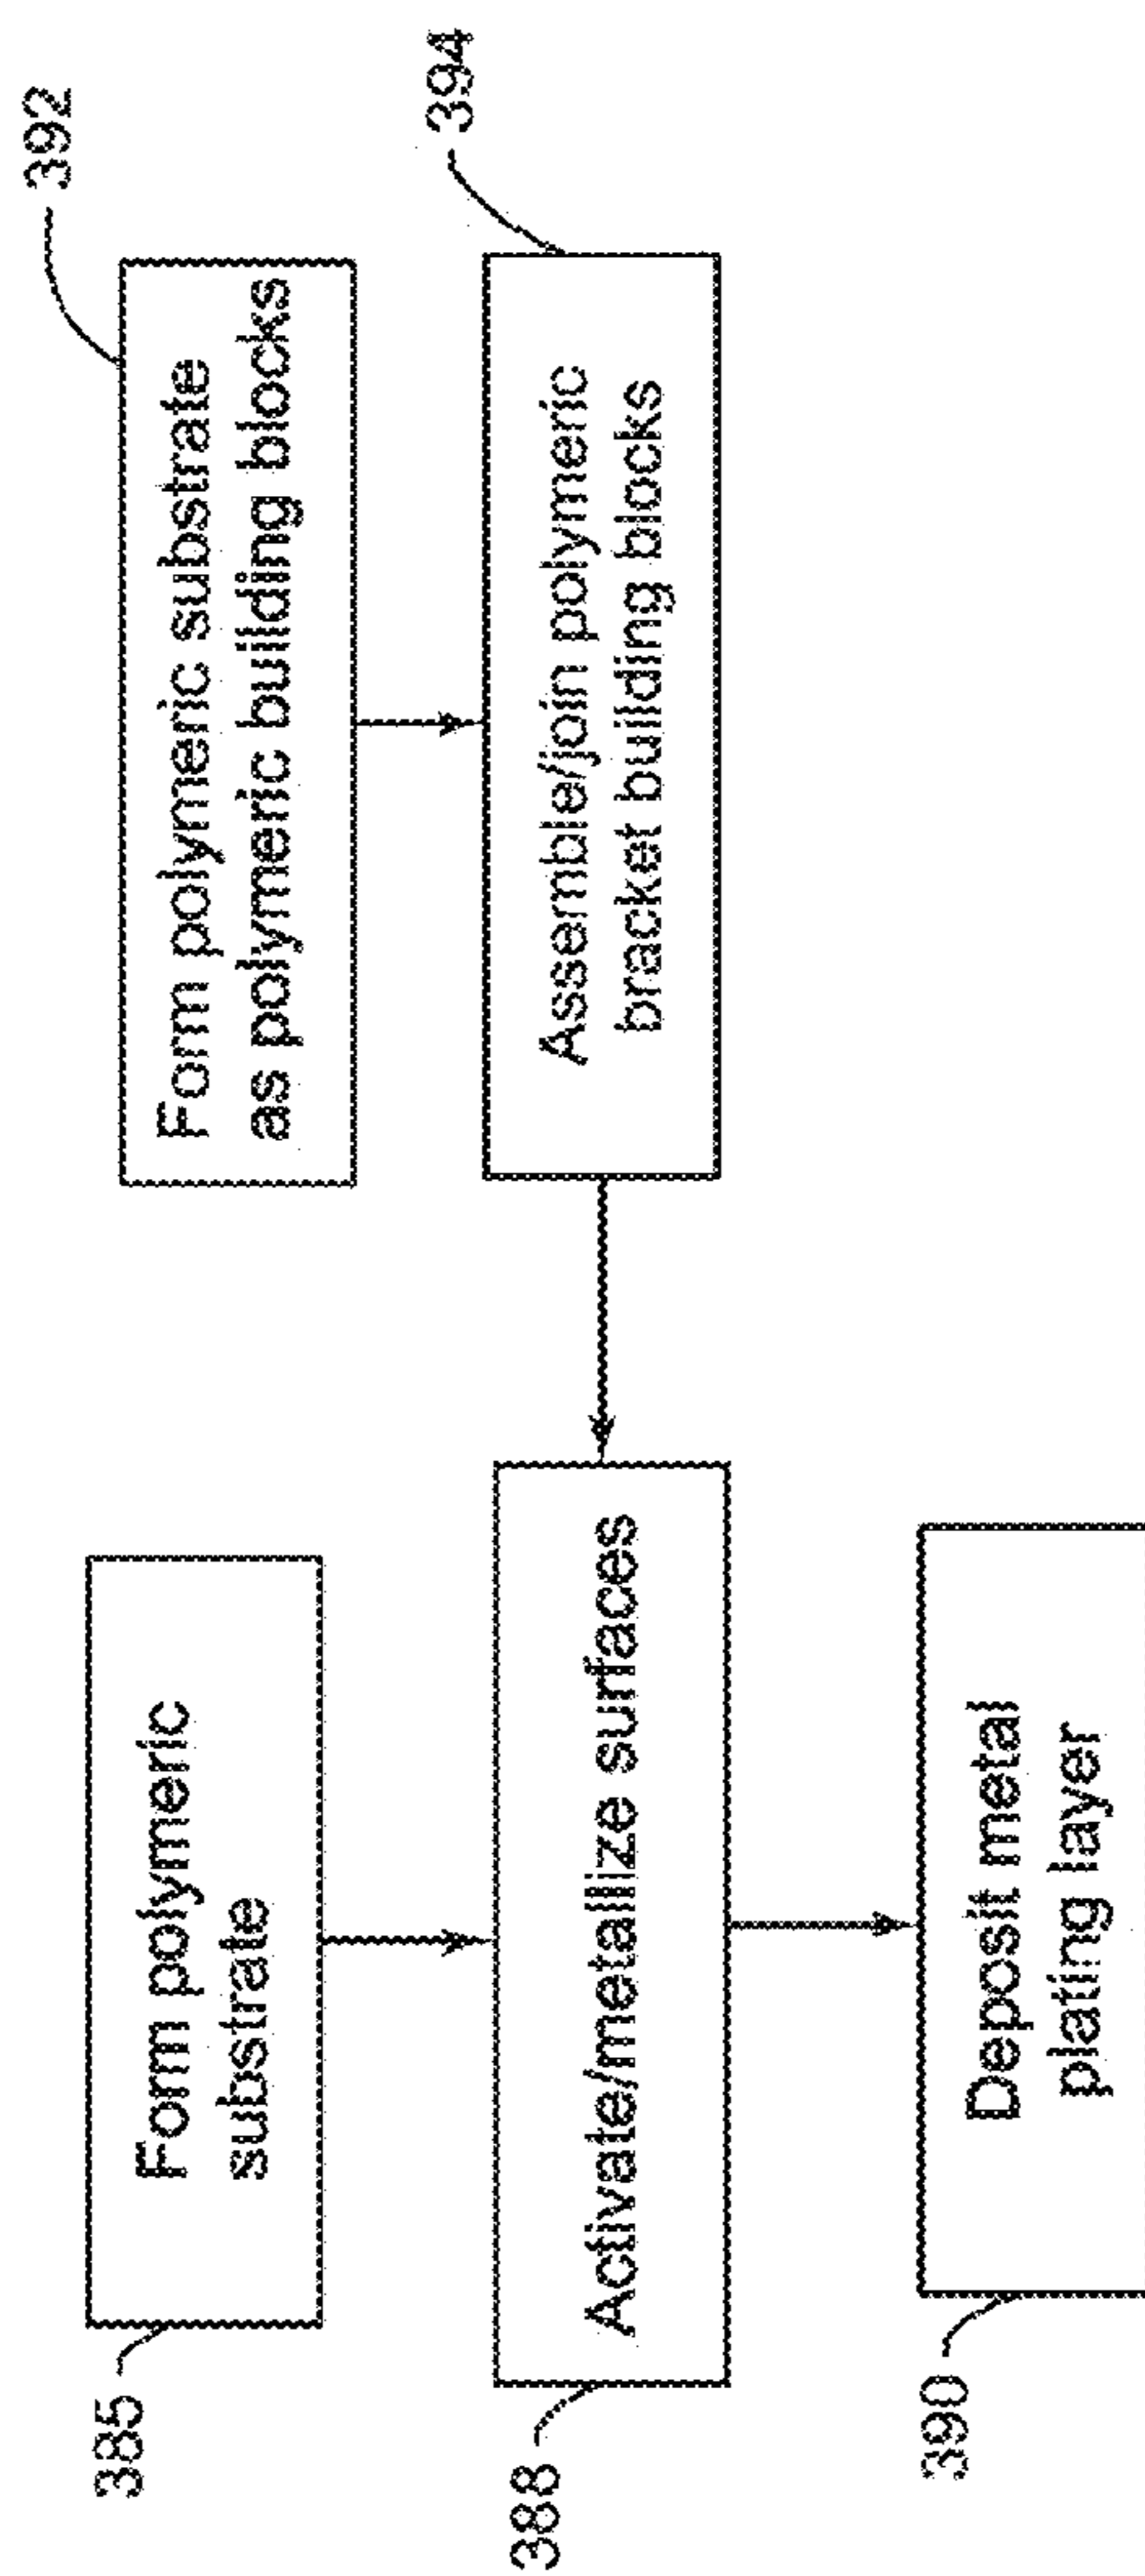 385
Form polymeric
substrate
388
Activate/metallize surfaces
390
Deposit metal
plating layer
392
Form polymeric substrate
as polymeric building blocks
394
Assemble/join polymeric
bracket building blocks